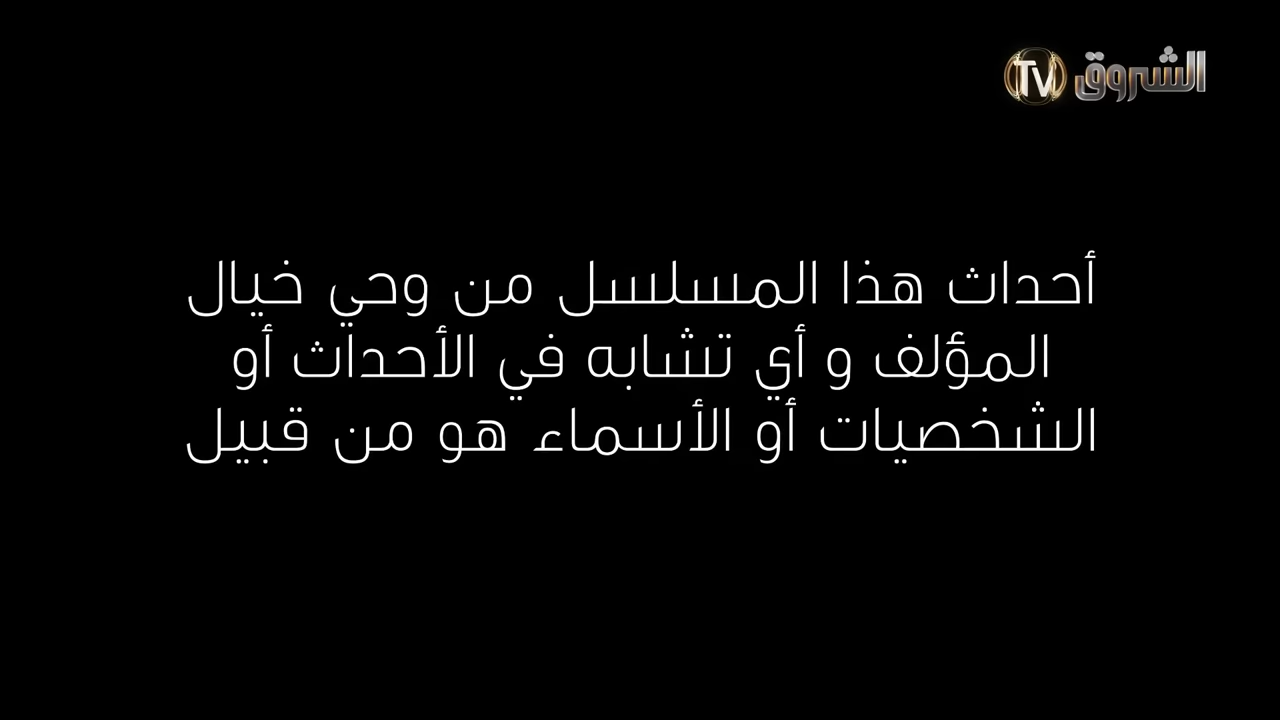 الشروق TV
أحداث هذا المسلسل من وحي خيال
المؤلف و أي تشابه في الأحداث أو
الشخصيات أو الأسماء هو من قبيل